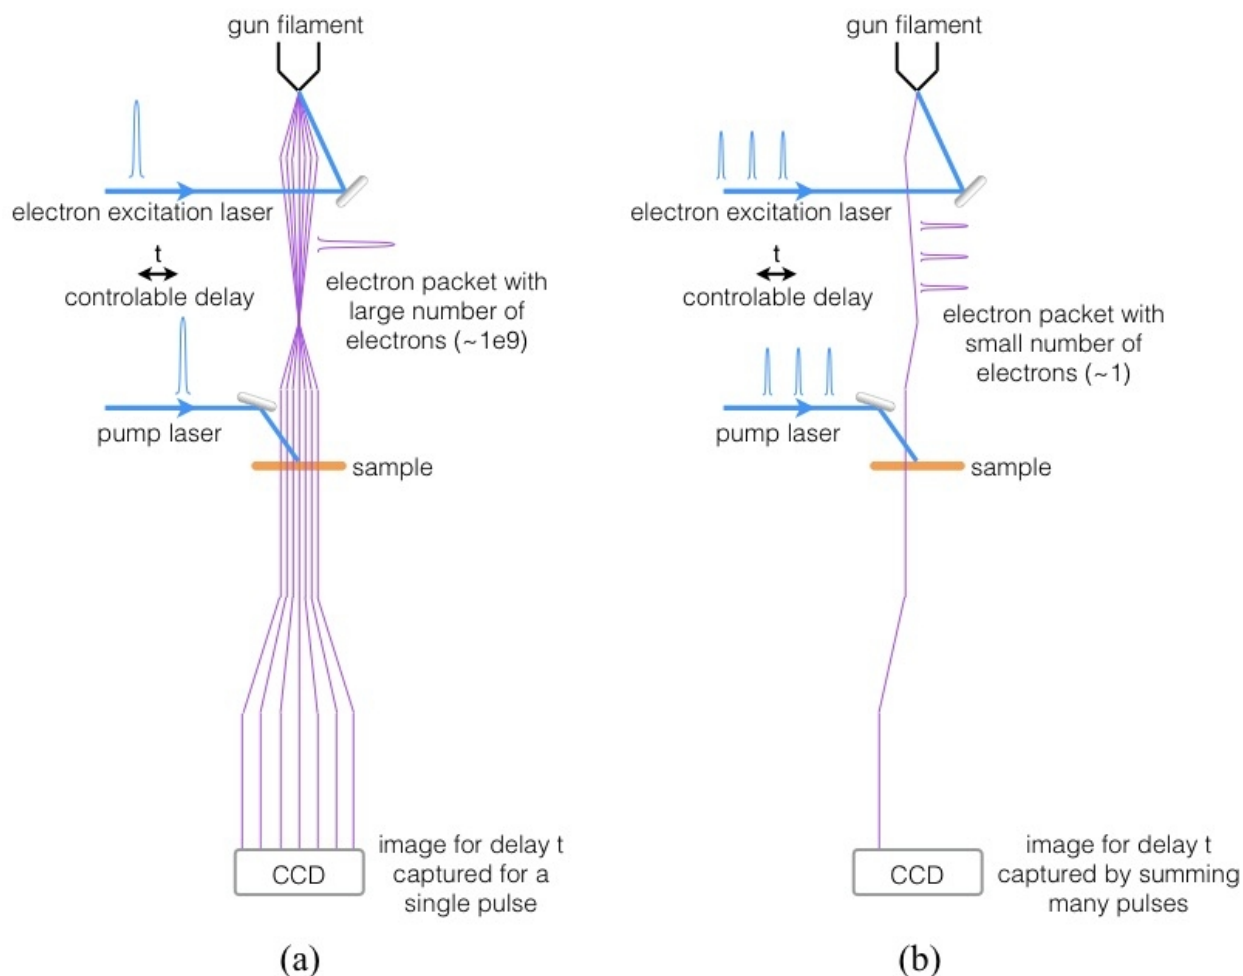 gun filament
electron excitation laser
t
controlable delay
electron packet with
large number of
electrons (~1e9)
pump laser
sample
CCD
image for delay t
captured for a
single pulse
(a)
gun filament
electron excitation laser
t
controlable delay
electron packet with
small number of
electrons (~1)
pump laser
sample
CCD
image for delay t
captured by summing
many pulses
(b)